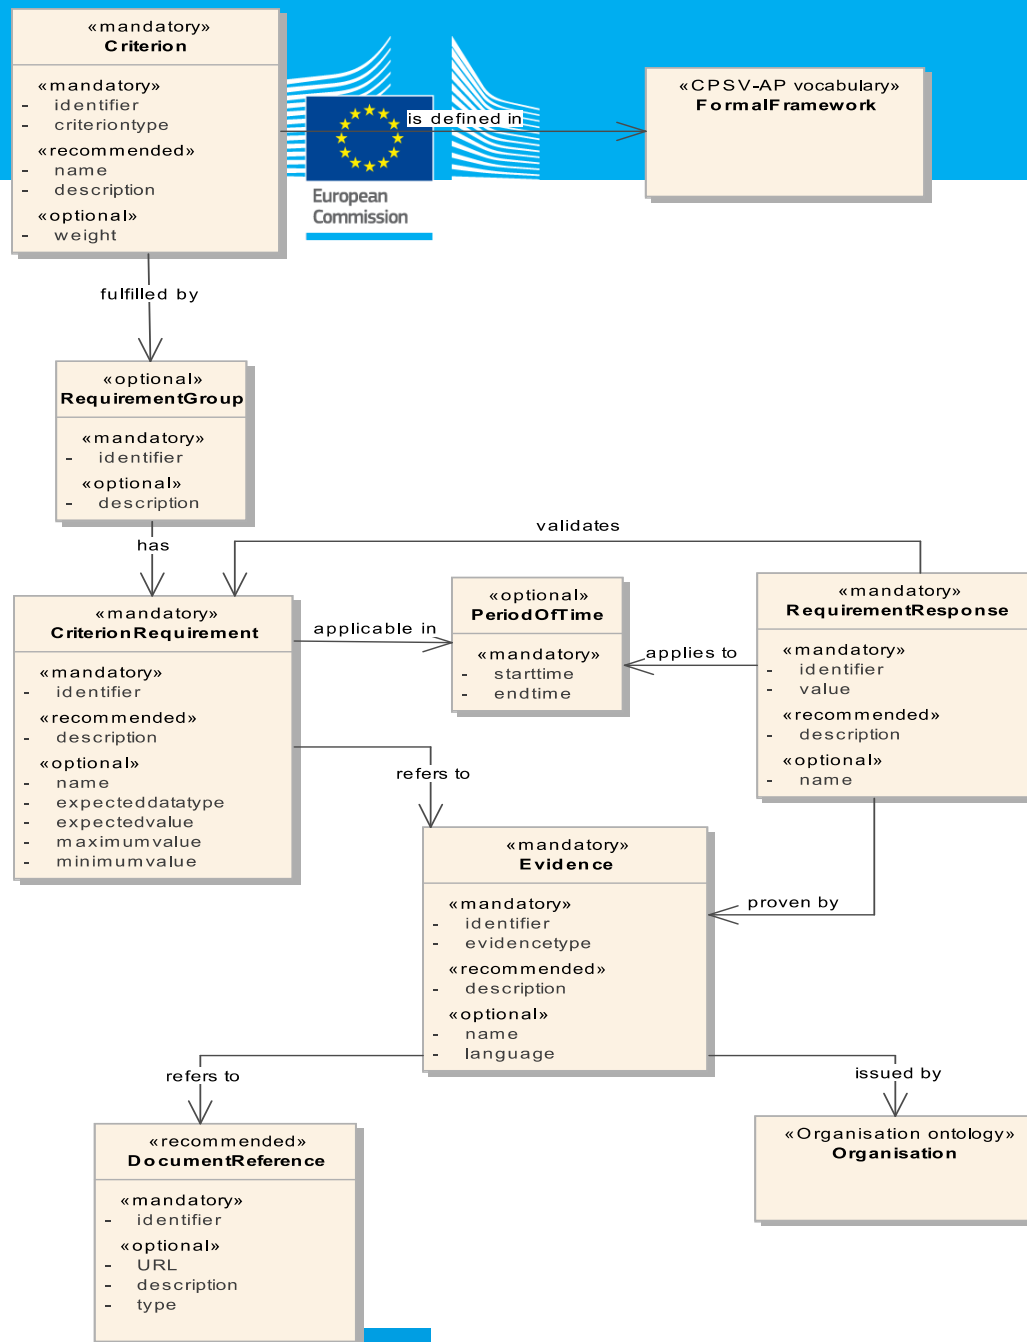 «mandatory»
Criterion
«mandatory»
- identifier
- criteriontype
«recommended»
- name
- description
«optional»
- weight
is defined in
«CPSV-AP vocabulary»
FormalFramework
European
Commission
fulfilled by
«optional»
RequirementGroup
«mandatory»
- identifier
«optional»
- description
has
validates
«mandatory»
CriterionRequirement
«mandatory»
- identifier
«recommended»
- description
«optional»
- name
- expecteddatatype
- expectedvalue
- maximumvalue
- minimumvalue
applicable in
«optional»
PeriodOfTime
«mandatory»
- starttime
- endtime
applies to
«mandatory»
RequirementResponse
«mandatory»
- identifier
- value
«recommended»
- description
«optional»
- name
refers to
«mandatory»
Evidence
«mandatory»
- identifier
- evidencetype
«recommended»
- description
«optional»
- name
- language
proven by
refers to
issued by
«recommended»
DocumentReference
«mandatory»
- identifier
«optional»
- URL
- description
- type
«Organisation ontology»
Organisation